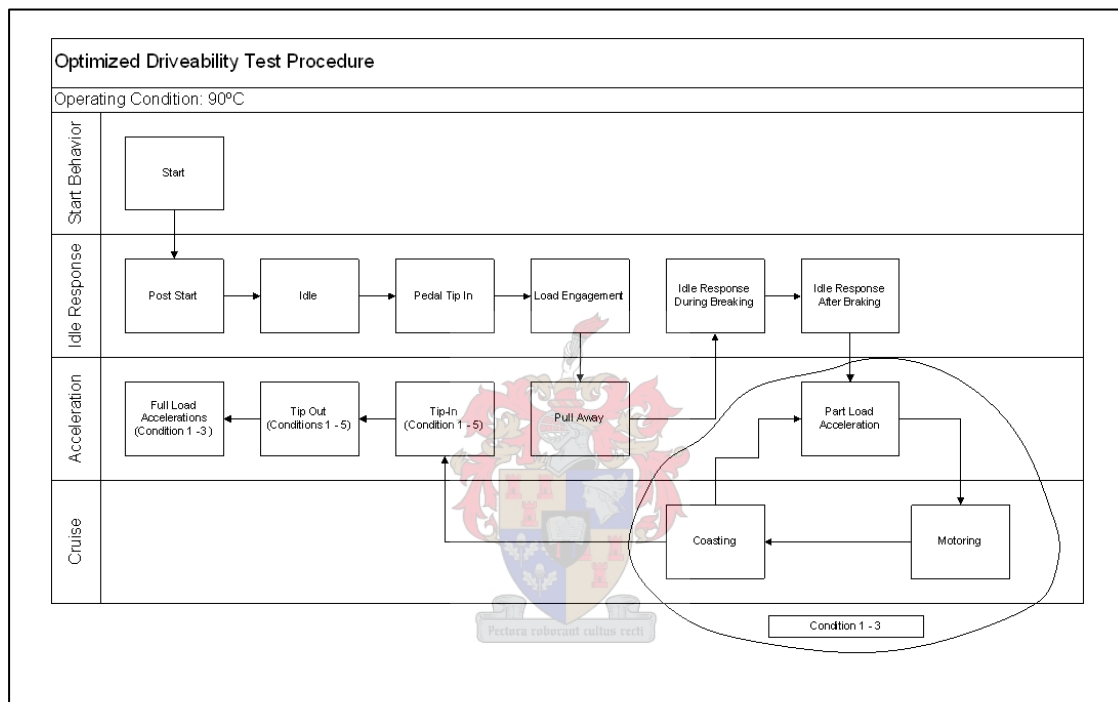 Optimized Driveability Test Procedure
Operating Condition: 90ºC
Start Behavior
Start
Idle Response
Post Start
Idle
Pedal Tip In
Load Engagement
Idle Response
During Breaking
Idle Response
After Braking
Acceleration
Full Load
Accelerations
(Condition 1 -3 )
Tip Out
(Conditions 1 - 5)
Tip-In
(Condition 1 - 5)
Pull Away
Part Load
Acceleration
Cruise
Coasting
Motoring
Condition 1 - 3
Pectora roborant cultus recti